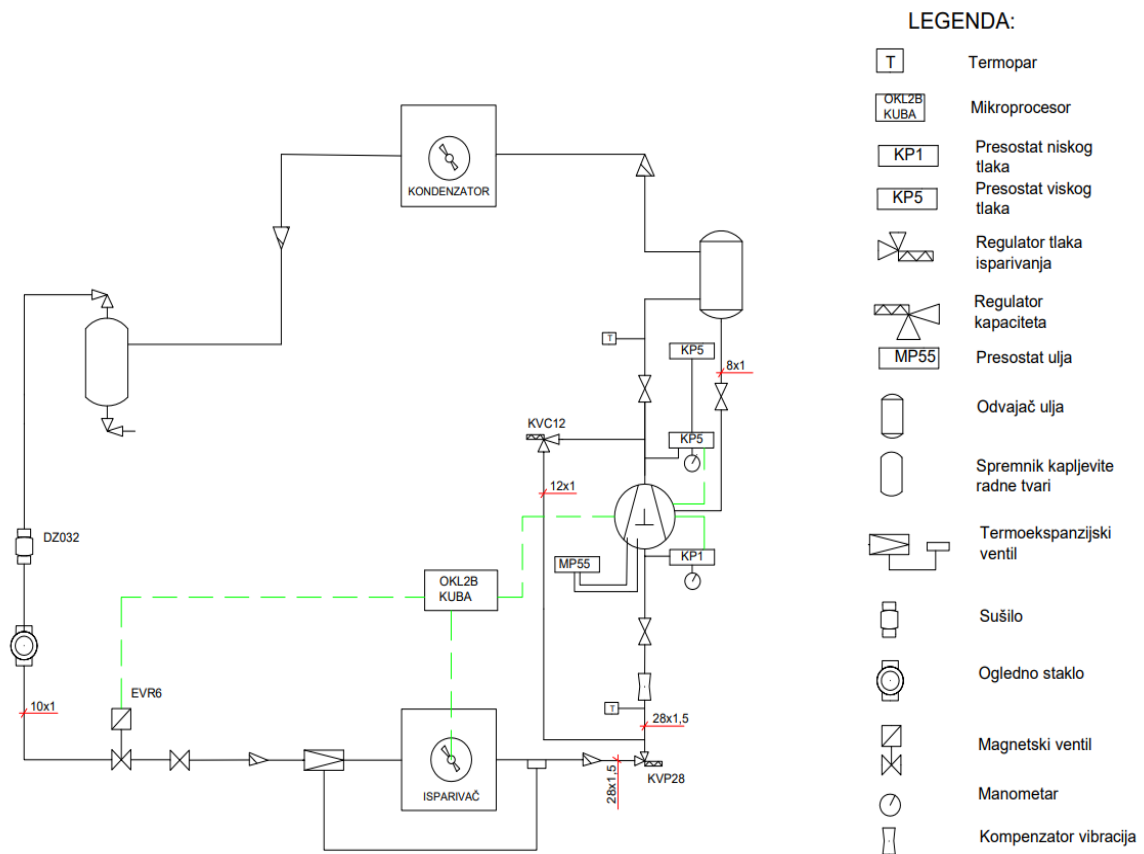 LEGENDA:
T
Termopar
OKL2B
KUBA
Mikroprocesor
KP1
Presostat niskog
tlaka
KP5
Presostat viskog
tlaka
Regulator tlaka
isparivanja
Regulator
kapaciteta
MP55
Presostat ulja
Odvajač ulja
Spremnik kapljevite
radne tvari
Termoekspanzijski
ventil
Sušilo
Ogledno staklo
Magnetski ventil
Manometar
Kompenzator vibracija
KONDENZATOR
T
KP5
8x1
KVC12
KP5
12x1
DZ032
MP55
KP1
OKL2B
KUBA
EVR6
10x1
T
28x1,5
ISPARIVAČ
28x1,5
KVP28